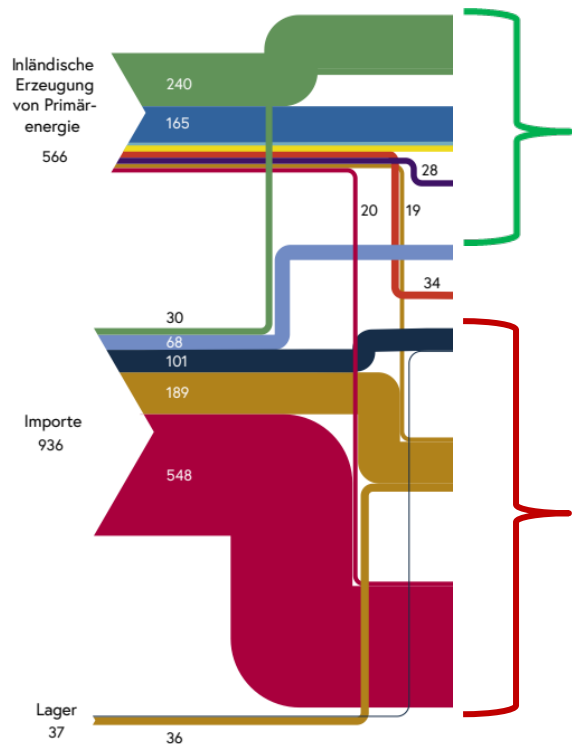 Inländische
Erzeugung
von Primär-
energie
566
240
165
28
20
19
34
30
68
101
189
Importe
936
548
Lager
37
36